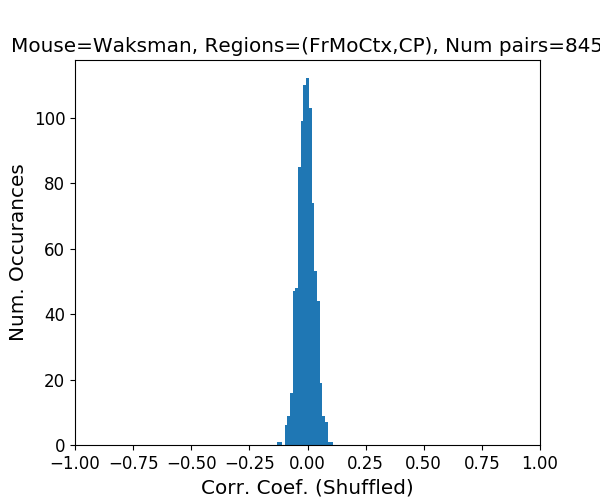 Mouse=Waksman, Regions=(FrMoCtx,CP), Num pairs=845
Num. Occurances
100
80
60
40
20
0
−1.00 −0.75 −0.50 −0.25 0.00 0.25 0.50 0.75 1.00
Corr. Coef. (Shuffled)